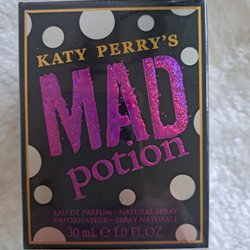 KATY PERRY'S
MAD
potion
EAU DE PARFUM - NATURAL SPRAY
VAPORISATEUR - SPRAY NATURALE
30 mL e 1.0 FL.OZ